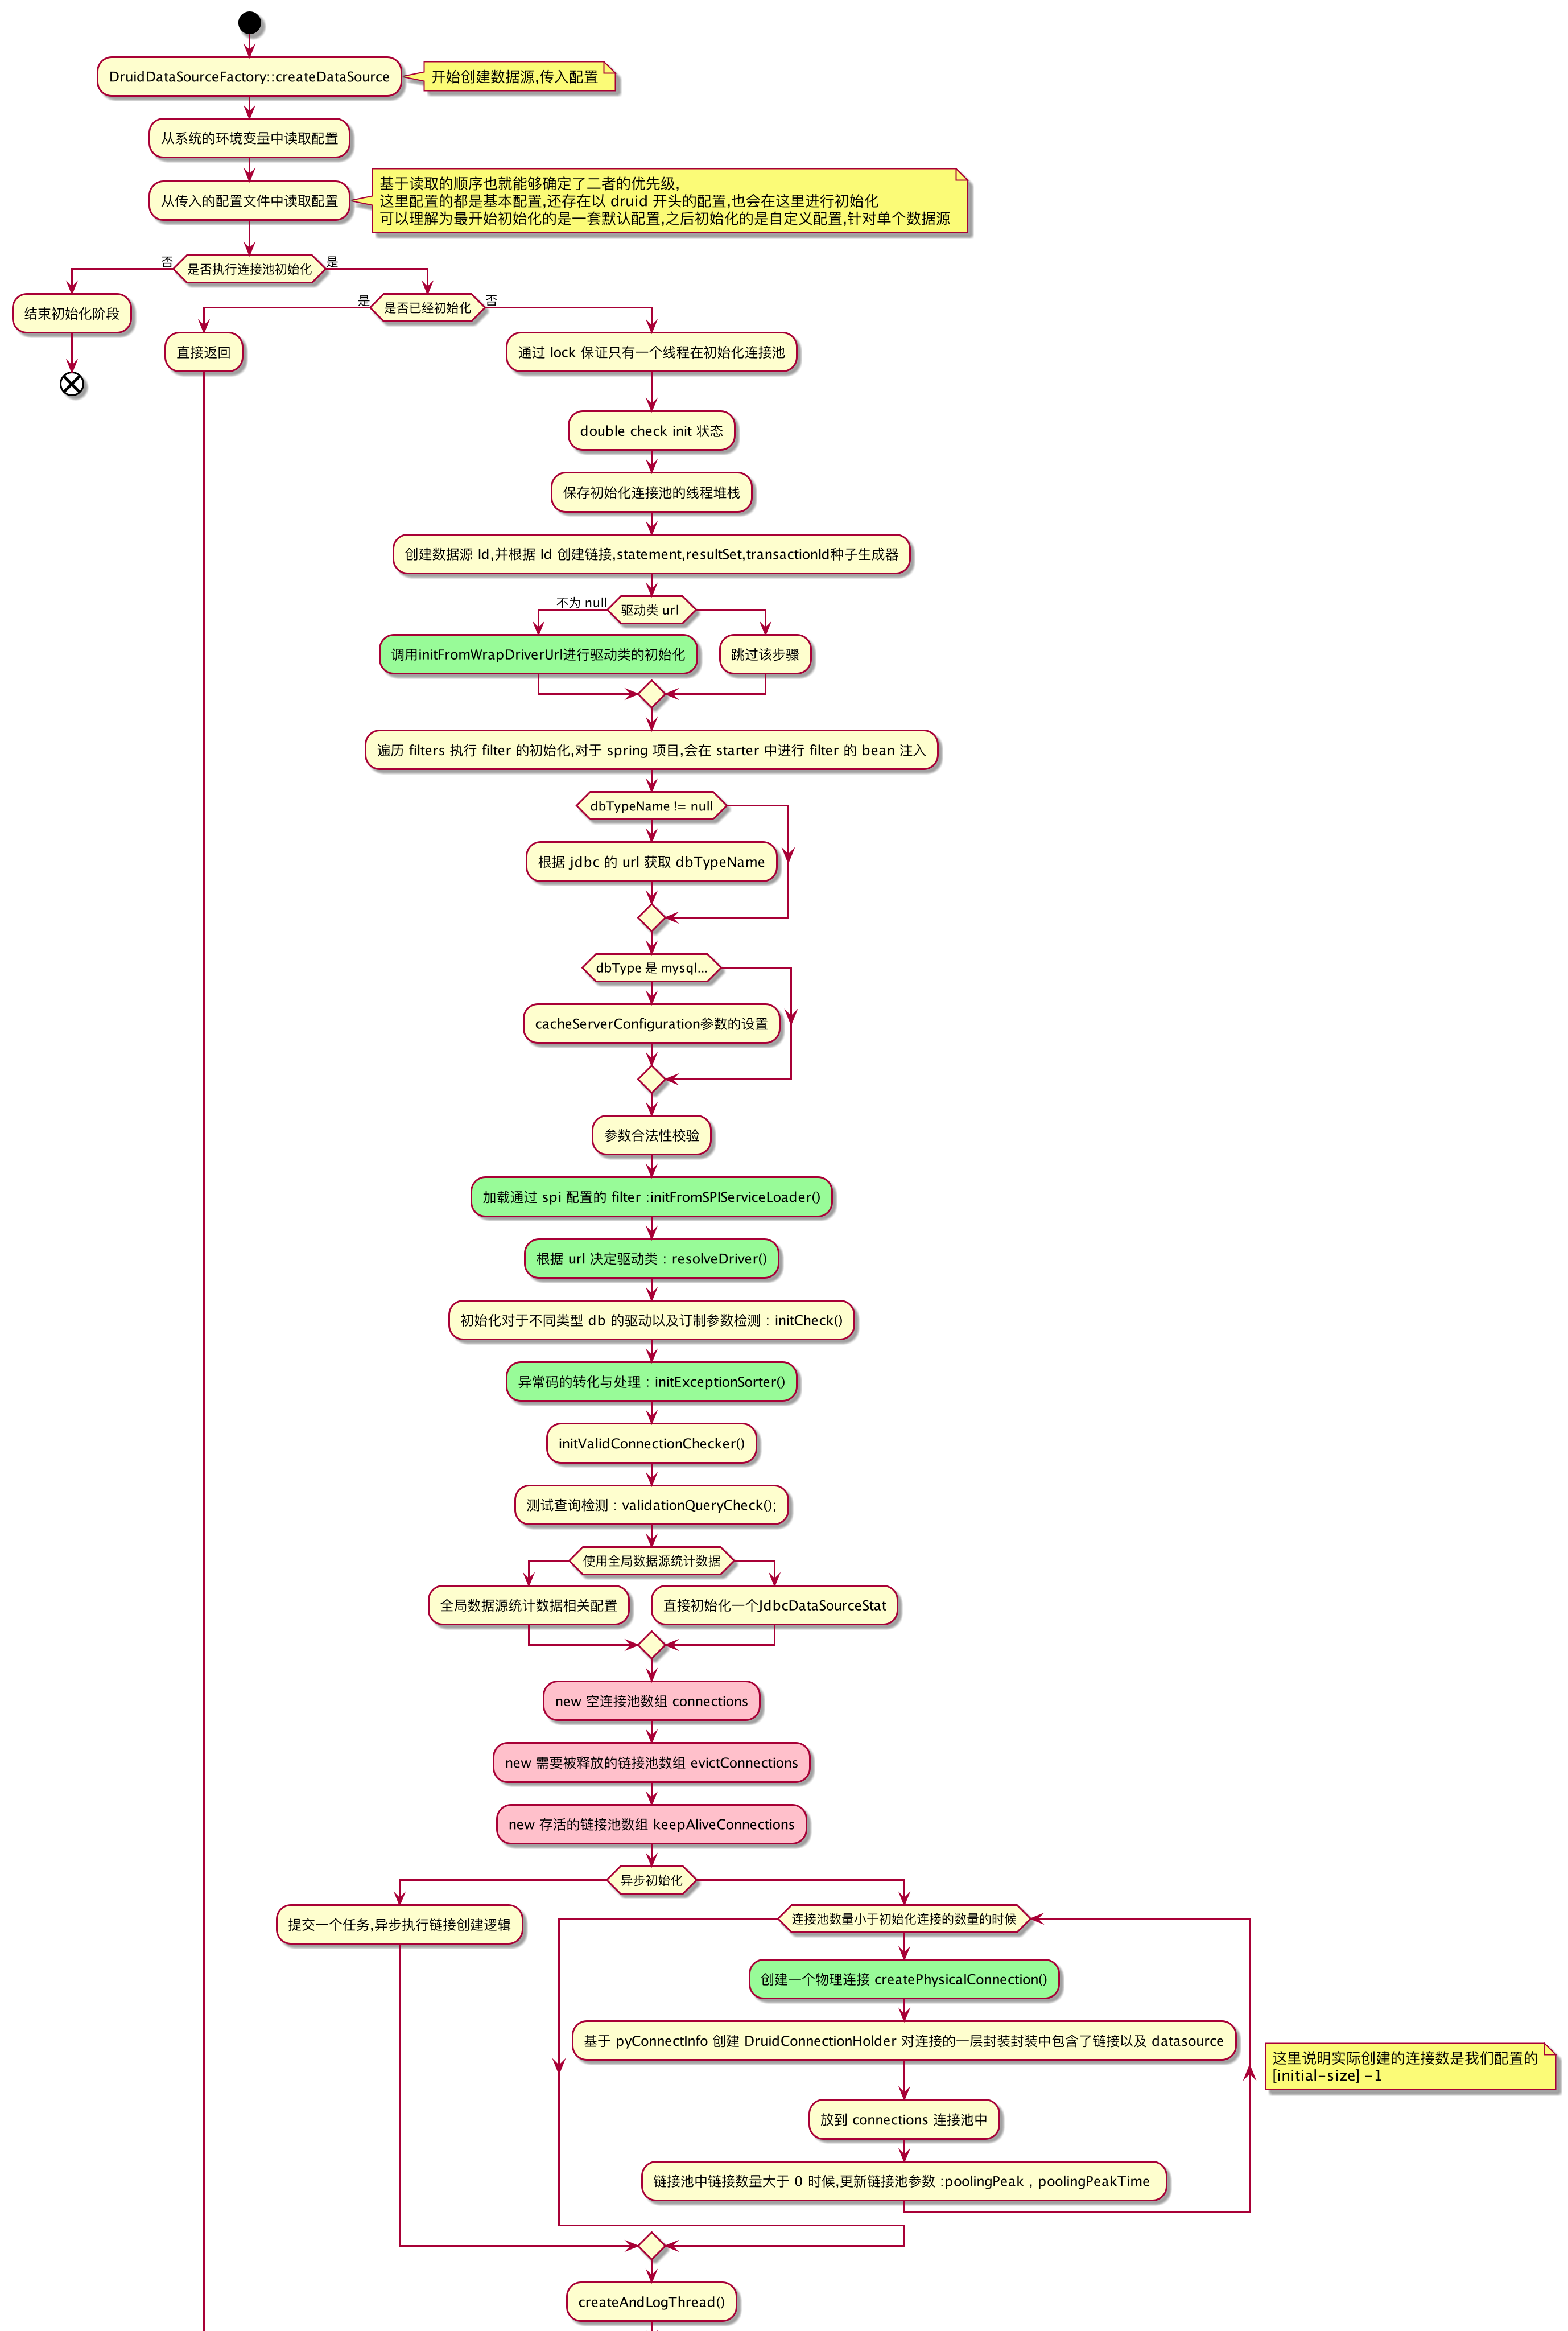 DruidDataSourceFactory::createDataSource
开始创建数据源,传入配置
从系统的环境变量中读取配置
从传入的配置文件中读取配置
基于读取的顺序也就能够确定了二者的优先级,
这里配置的都是基本配置,还存在以 druid 开头的配置,也会在这里进行初始化
可以理解为最开始初始化的是一套默认配置,之后初始化的是自定义配置,针对单个数据源
否
是否执行连接池初始化
是
结束初始化阶段
是
是否已经初始化
否
直接返回
通过 lock 保证只有一个线程在初始化连接池
double check init 状态
保存初始化连接池的线程堆栈
创建数据源 Id,并根据 Id 创建链接,statement,resultSet,transactionId种子生成器
不为 null
驱动类 url
调用initFromWrapDriverUrl进行驱动类的初始化
跳过该步骤
遍历 filters 执行 filter 的初始化,对于 spring 项目,会在 starter 中进行 filter 的 bean 注入
dbTypeName != null
根据 jdbc 的 url 获取 dbTypeName
dbType 是 mysql...
cacheServerConfiguration参数的设置
参数合法性校验
加载通过 spi 配置的 filter :initFromSPIServiceLoader()
根据 url 决定驱动类 : resolveDriver()
初始化对于不同类型 db 的驱动以及订制参数检测 : initCheck()
异常码的转化与处理 : initExceptionSorter()
initValidConnectionChecker()
测试查询检测 : validationQueryCheck();
使用全局数据源统计数据
全局数据源统计数据相关配置
直接初始化一个JdbcDataSourceStat
new 空连接池数组 connections
new 需要被释放的链接池数组 evictConnections
new 存活的链接池数组 keepAliveConnections
异步初始化
提交一个任务,异步执行链接创建逻辑
连接池数量小于初始化连接的数量的时候
创建一个物理连接 createPhysicalConnection()
基于 pyConnectInfo 创建 DruidConnectionHolder 对连接的一层封装封装中包含了链接以及 datasource
这里说明实际创建的连接数是我们配置的
[initial-size] -1
放到 connections 连接池中
链接池中链接数量大于 0 时候,更新链接池参数 :poolingPeak , poolingPeakTime
createAndLogThread()